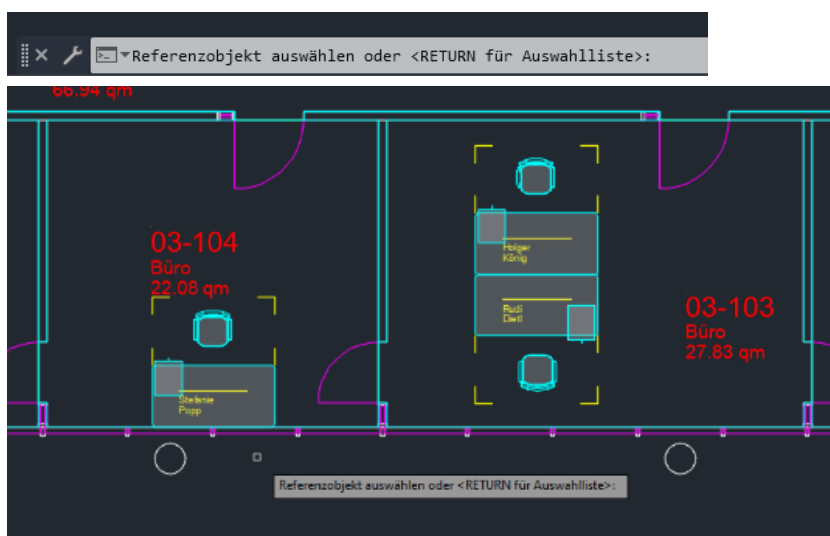 Referenzobjekt auswählen oder <RETURN für Auswahlliste>:
66.94 qm
03-104
Büro
22.08 qm
Stefanie
Popp
Holger
König
Rudi
Dietl
03-103
Büro
27.83 qm
Referenzobjekt auswählen oder <RETURN für Auswahlliste>: